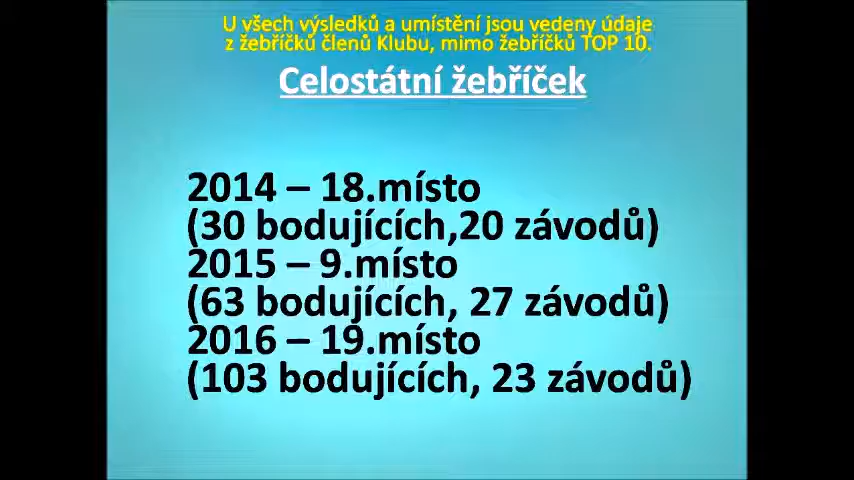 U všech výsledků a umístění jsou vedeny údaje
z žebříčků členů Klubu, mimo žebříčků TOP 10.
Celostátní žebříček
2014 – 18.místo
(30 bodujících,20 závodů)
2015 – 9.místo
(63 bodujících, 27 závodů)
2016 – 19.místo
(103 bodujících, 23 závodů)